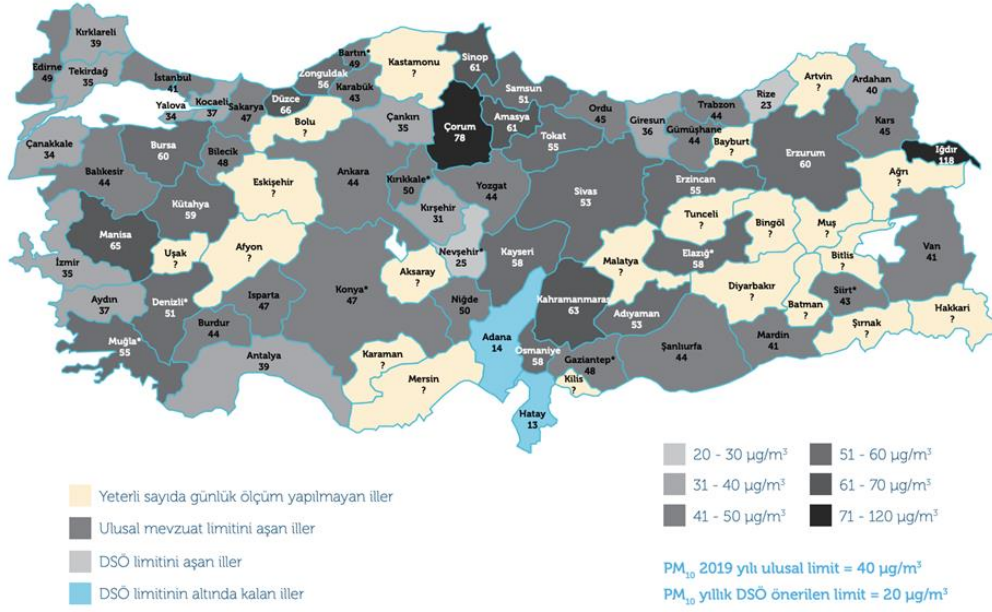 Kırklareli
39
Edirne
49
Tekirdağ
35
İstanbul
41
Yalova
34
Kocaeli
37
Sakarya
47
Düzce
66
Zonguldak
56
Bartın*
49
Karabük
43
Kastamonu
?
Sinop
61
Samsun
51
Bolu
?
Çankırı
35
Çorum
78
Amasya
61
Tokat
55
Ordu
45
Giresun
36
Trabzon
44
Gümüşhane
44
Rize
23
Artvin
?
Ardahan
40
Kars
45
Bayburt
?
Erzurum
60
Iğdır
118
Ağrı
?
Çanakkale
34
Bursa
60
Bilecik
48
Balıkesir
44
Kütahya
59
Eskişehir
?
Ankara
44
Kırıkkale*
50
Kırşehir
31
Yozgat
44
Sivas
53
Erzincan
55
Tunceli
?
Bingöl
?
Muş
?
Bitlis
?
Van
41
Manisa
65
Uşak
?
Afyon
?
İzmir
35
Aydın
37
Denizli*
51
Muğla*
55
Burdur
44
Isparta
47
Antalya
39
Konya*
47
Aksaray
?
Nevşehir*
25
Niğde
50
Kayseri
58
Malatya
?
Elazığ*
58
Diyarbakır
?
Batman
?
Siirt*
43
Şırnak
?
Hakkari
?
Karaman
?
Mersin
?
Adana
14
Kahramanmaraş
63
Osmaniye
58
Gaziantep*
48
Kilis
?
Adıyaman
53
Şanlıurfa
44
Mardin
41
Hatay
13
Yeterli sayıda günlük ölçüm yapılmayan iller
Ulusal mevzuat limitini aşan iller
DSÖ limitini aşan iller
DSÖ limitinin altında kalan iller
20 - 30 µg/m³
31 - 40 µg/m³
41 - 50 µg/m³
51 - 60 µg/m³
61 - 70 µg/m³
71 - 120 µg/m³
PM₁₀ 2019 yılı ulusal limit = 40 µg/m³
PM₁₀ yıllık DSÖ önerilen limit = 20 µg/m³